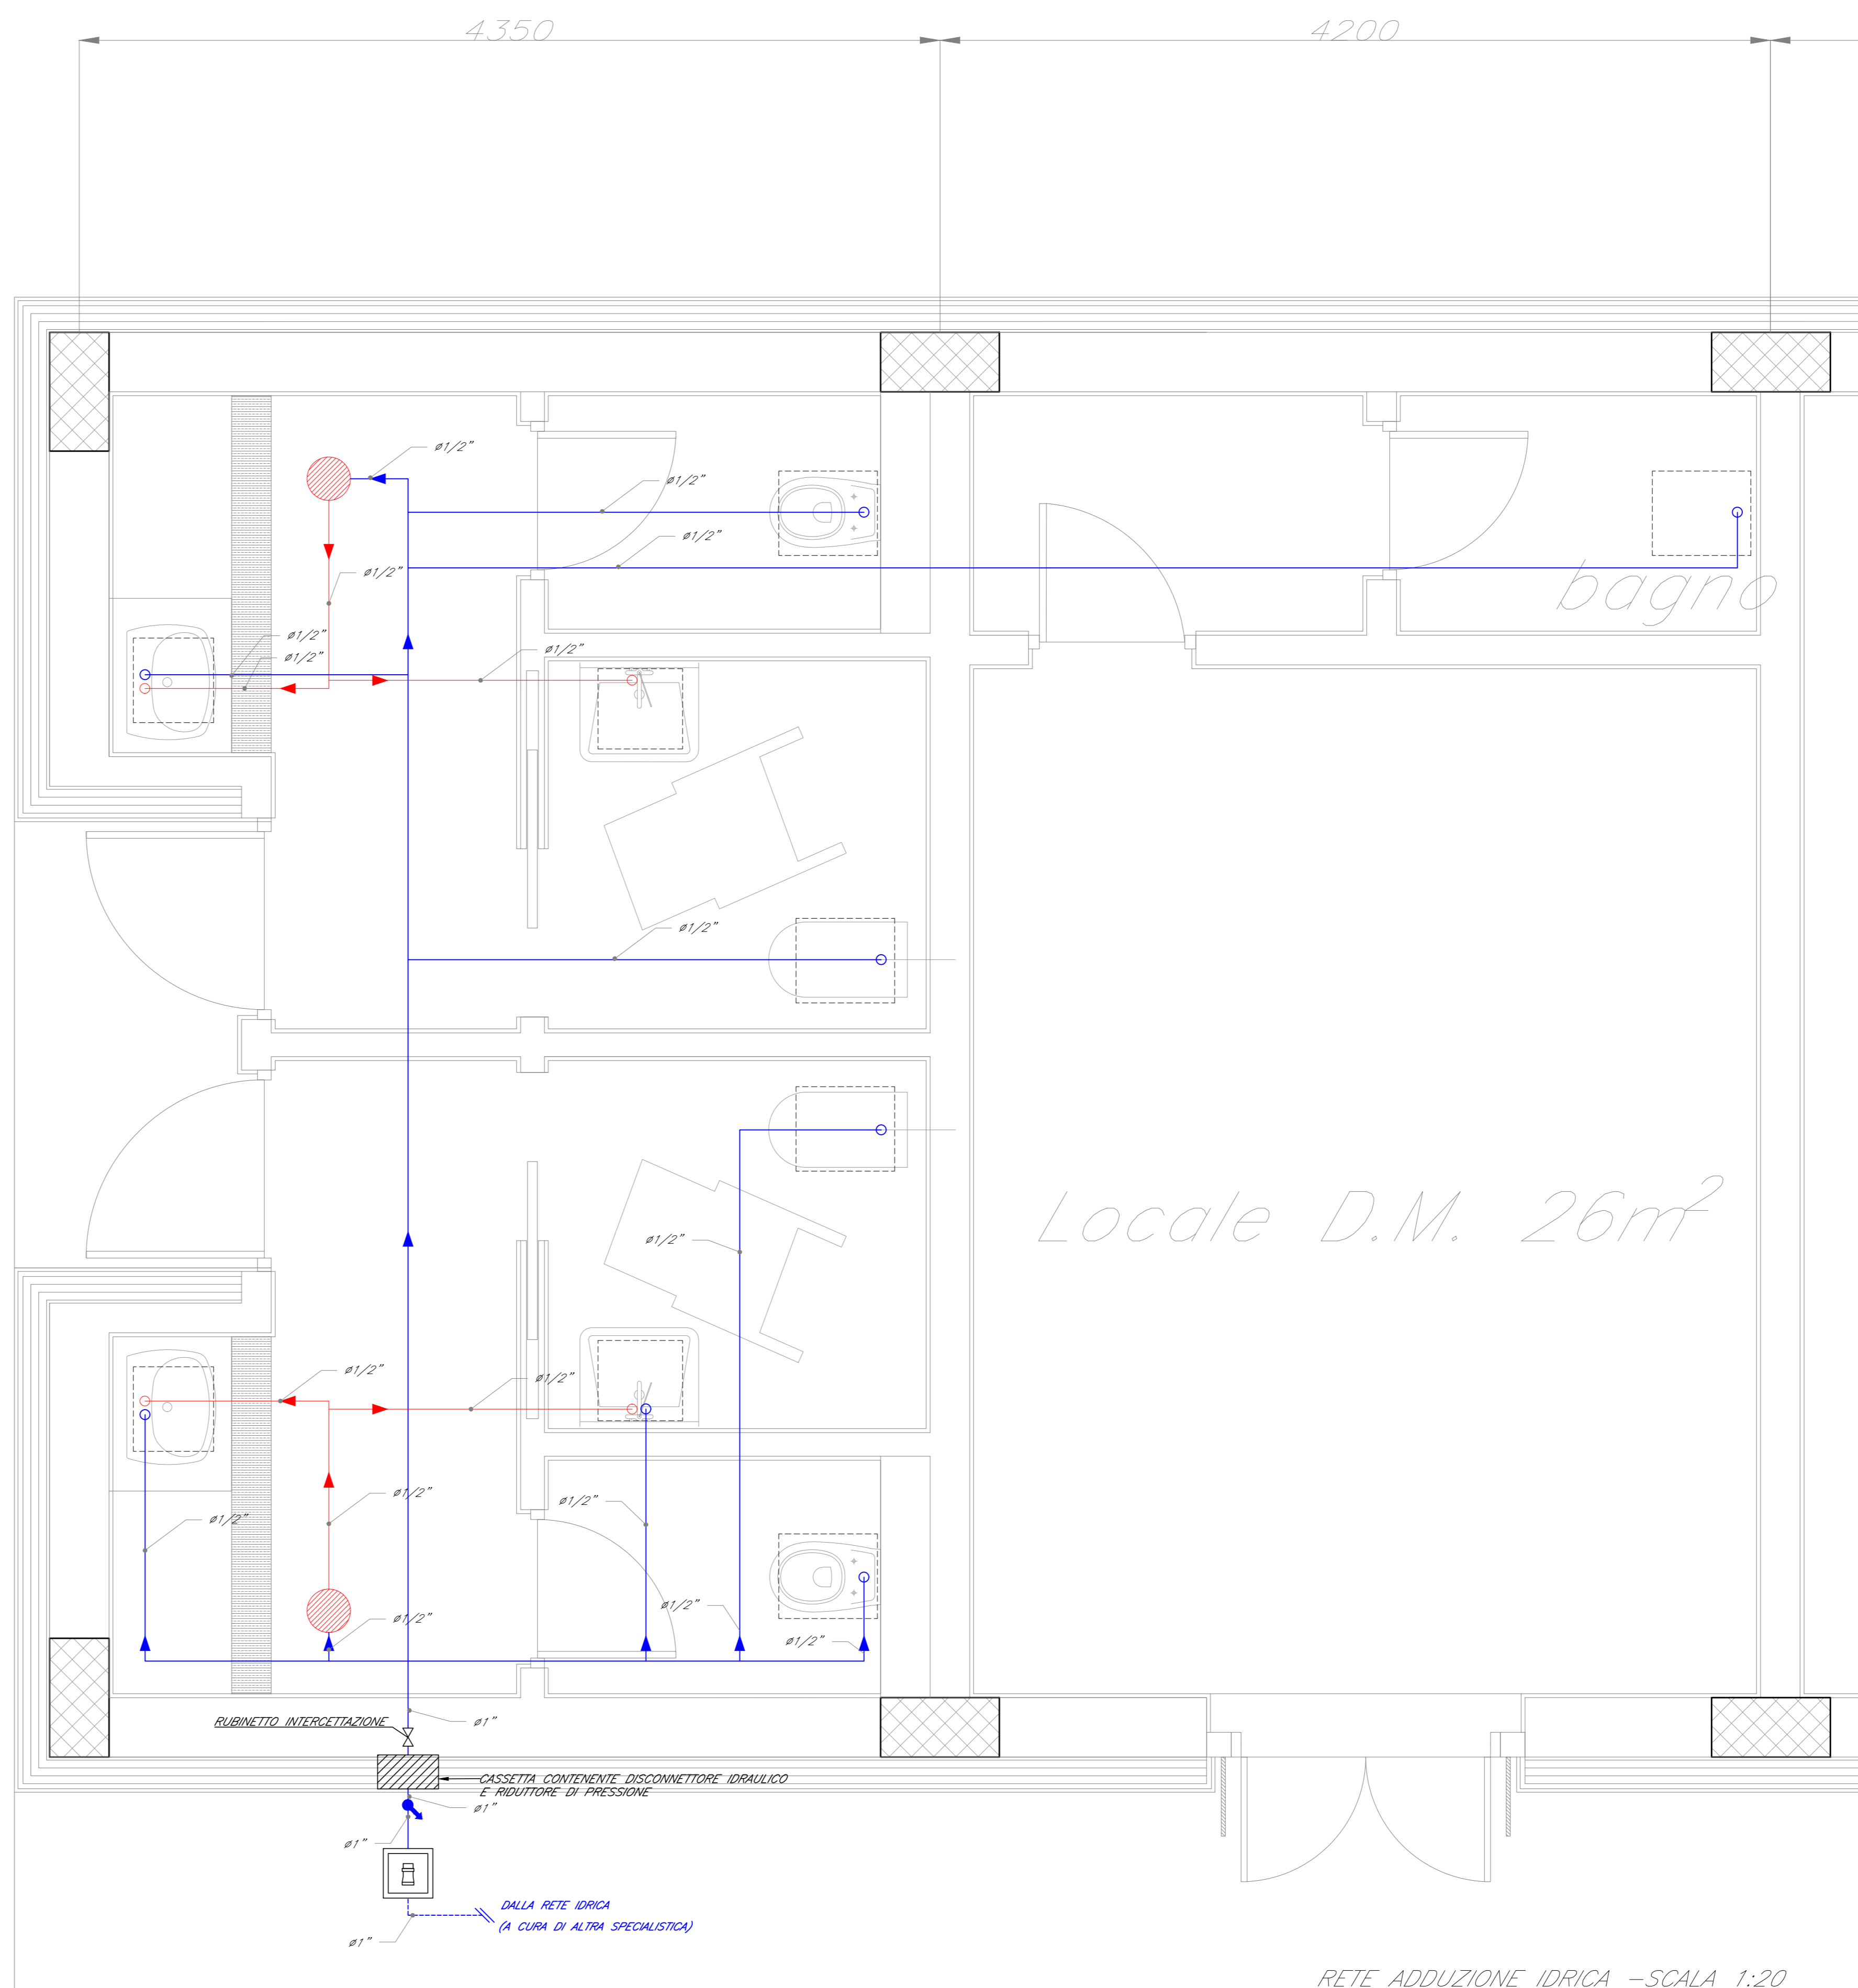 4350
4200
ø1/2"
ø1/2"
ø1/2"
ø1/2"
bagno
ø1/2"
ø1/2"
ø1/2"
ø1/2"
Locale D.M. 26m²
ø1/2"
ø1/2"
ø1/2"
ø1/2"
ø1/2"
ø1/2"
ø1/2"
ø1/2"
ø1/2"
RUBINETTO INTERCETTAZIONE
ø1"
CASSETTA CONTENENTE DISCONNETTORE IDRAULICO
E RIDUTTORE DI PRESSIONE
ø1"
ø1"
DALLA RETE IDRICA
(A CURA DI ALTRA SPECIALISTICA)
ø1"
RETE ADDUZIONE IDRICA -SCALA 1:20